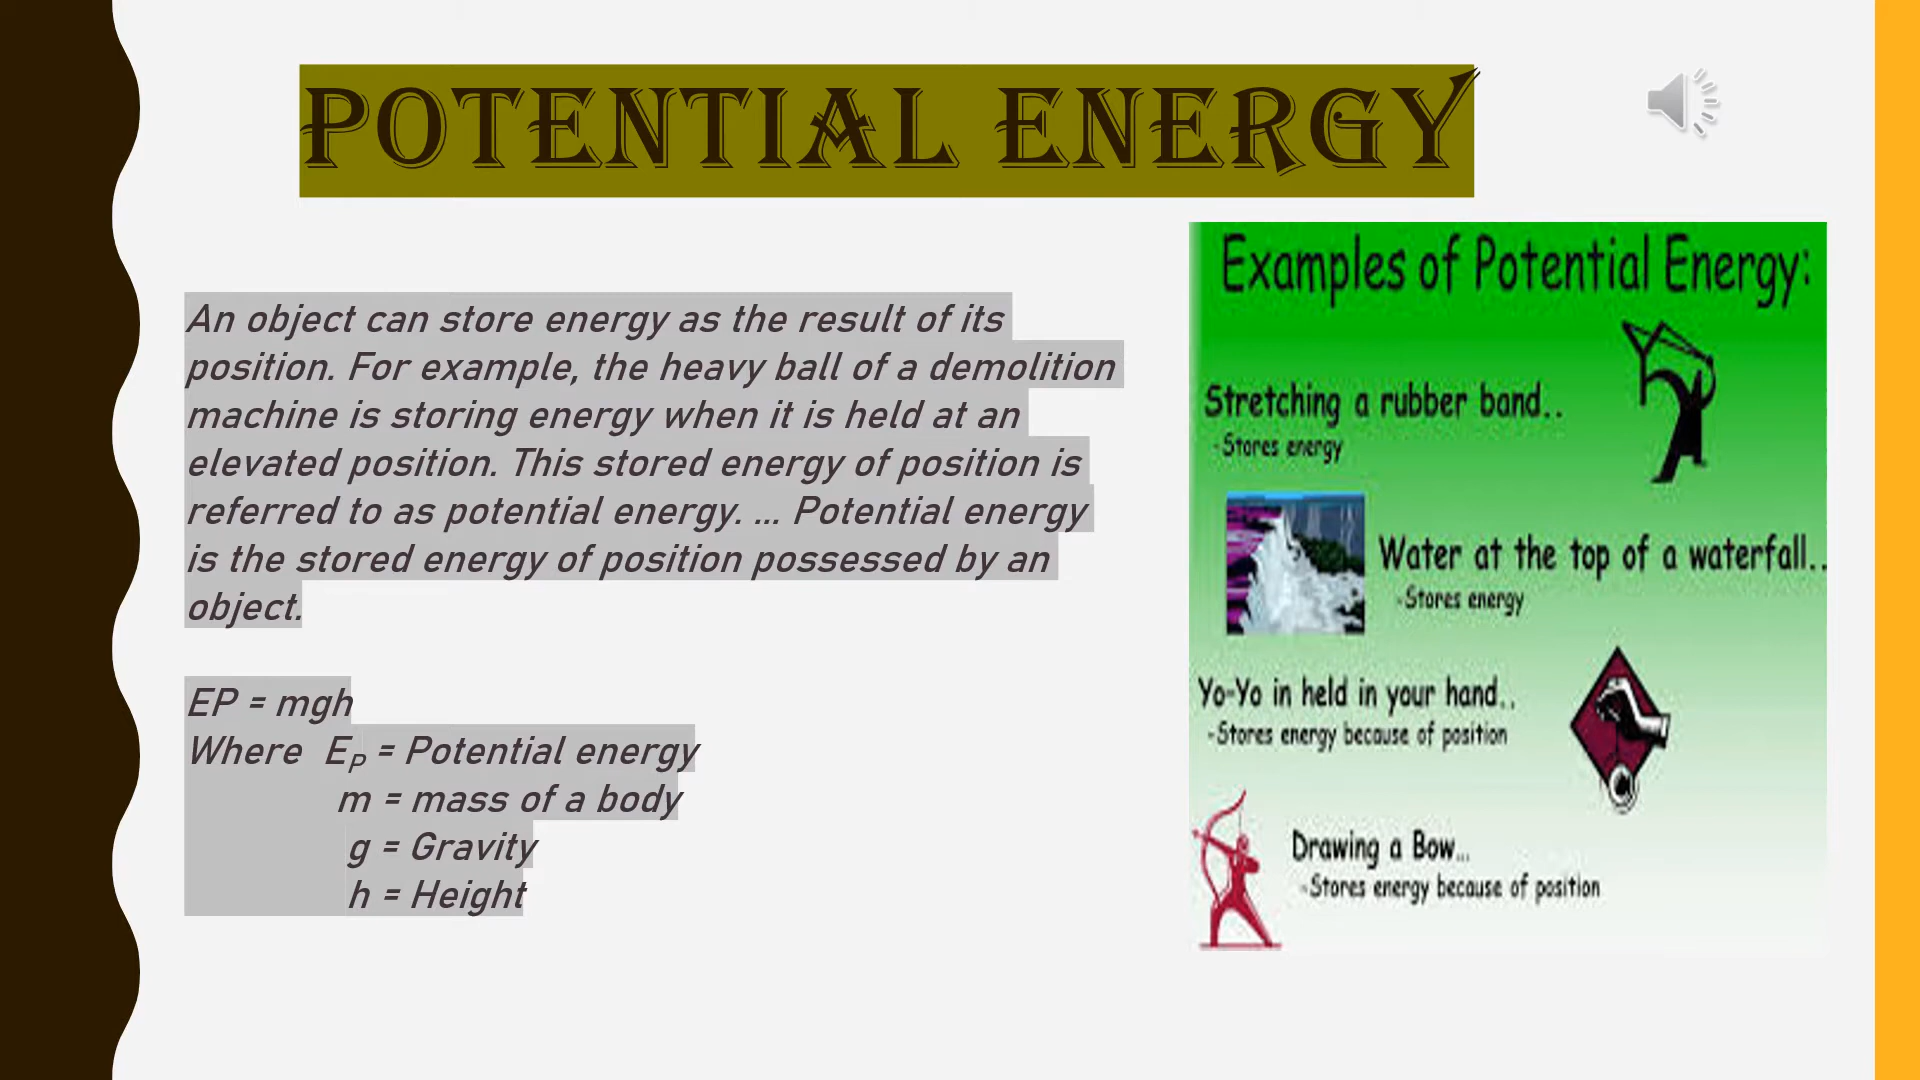 POTENTIAL ENERGY
An object can store energy as the result of its
position. For example, the heavy ball of a demolition
machine is storing energy when it is held at an
elevated position. This stored energy of position is
referred to as potential energy. ... Potential energy
is the stored energy of position possessed by an
object.
EP = mgh
Where EP = Potential energy
m = mass of a body
g = Gravity
h = Height
Examples of Potential Energy:
Stretching a rubber band..
-Stores energy
Water at the top of a waterfall..
-Stores energy
Yo-Yo in held in your hand..
-Stores energy because of position
Drawing a Bow...
-Stores energy because of position